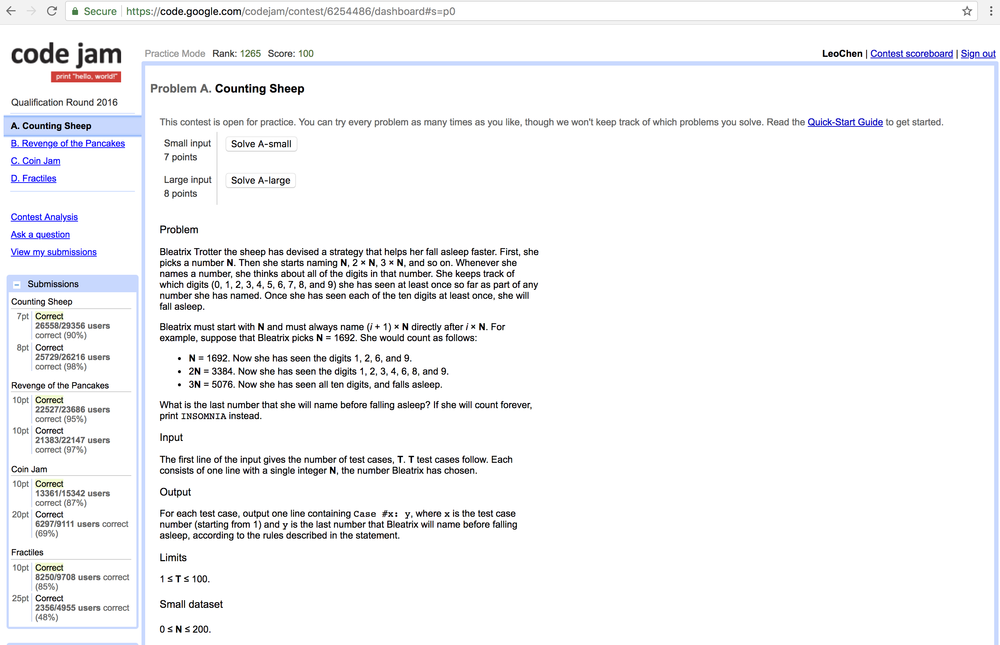 Secure https://code.google.com/codejam/contest/6254486/dashboard#s=p0
code jam
print "hello, world!"
Practice Mode Rank: 1265 Score: 100
LeoChen | Contest scoreboard | Sign out
Qualification Round 2016
A. Counting Sheep
B. Revenge of the Pancakes
C. Coin Jam
D. Fractiles
Contest Analysis
Ask a question
View my submissions
Submissions
Counting Sheep
7pt Correct
26558/29356 users
correct (90%)
8pt Correct
25729/26216 users
correct (98%)
Revenge of the Pancakes
10pt Correct
22527/23686 users
correct (95%)
10pt Correct
21383/22147 users
correct (97%)
Coin Jam
10pt Correct
13361/15342 users
correct (87%)
20pt Correct
6297/9111 users correct
(69%)
Fractiles
10pt Correct
8250/9708 users correct
(85%)
25pt Correct
2356/4955 users correct
(48%)
Problem A. Counting Sheep
This contest is open for practice. You can try every problem as many times as you like, though we won't keep track of which problems you solve. Read the Quick-Start Guide to get started.
Small input
7 points
Solve A-small
Large input
8 points
Solve A-large
Problem
Bleatrix Trotter the sheep has devised a strategy that helps her fall asleep faster. First, she
picks a number N. Then she starts naming N, 2 × N, 3 × N, and so on. Whenever she
names a number, she thinks about all of the digits in that number. She keeps track of
which digits (0, 1, 2, 3, 4, 5, 6, 7, 8, and 9) she has seen at least once so far as part of any
number she has named. Once she has seen each of the ten digits at least once, she will
fall asleep.
Bleatrix must start with N and must always name (i + 1) × N directly after i × N. For
example, suppose that Bleatrix picks N = 1692. She would count as follows:
• N = 1692. Now she has seen the digits 1, 2, 6, and 9.
• 2N = 3384. Now she has seen the digits 1, 2, 3, 4, 6, 8, and 9.
• 3N = 5076. Now she has seen all ten digits, and falls asleep.
What is the last number that she will name before falling asleep? If she will count forever,
print INSOMNIA instead.
Input
The first line of the input gives the number of test cases, T. T test cases follow. Each
consists of one line with a single integer N, the number Bleatrix has chosen.
Output
For each test case, output one line containing Case #x: y, where x is the test case
number (starting from 1) and y is the last number that Bleatrix will name before falling
asleep, according to the rules described in the statement.
Limits
1 ≤ T ≤ 100.
Small dataset
0 ≤ N ≤ 200.